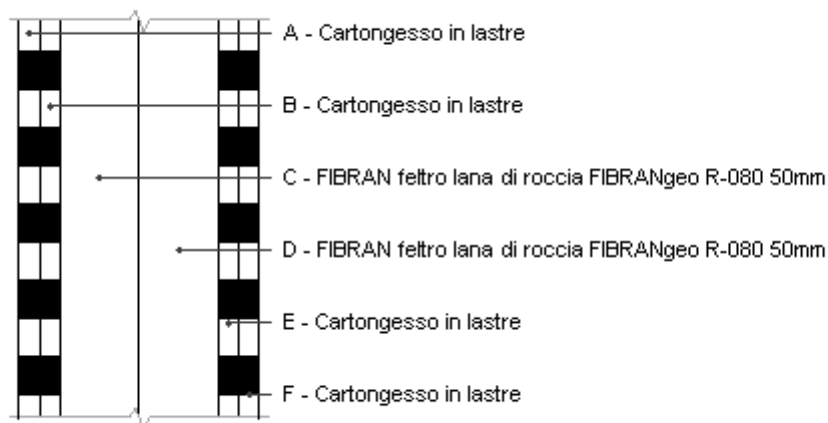 A - Cartongesso in lastre
B - Cartongesso in lastre
C - FIBRAN feltro lana di roccia FIBRANgeo R-080 50mm
D - FIBRAN feltro lana di roccia FIBRANgeo R-080 50mm
E - Cartongesso in lastre
F - Cartongesso in lastre